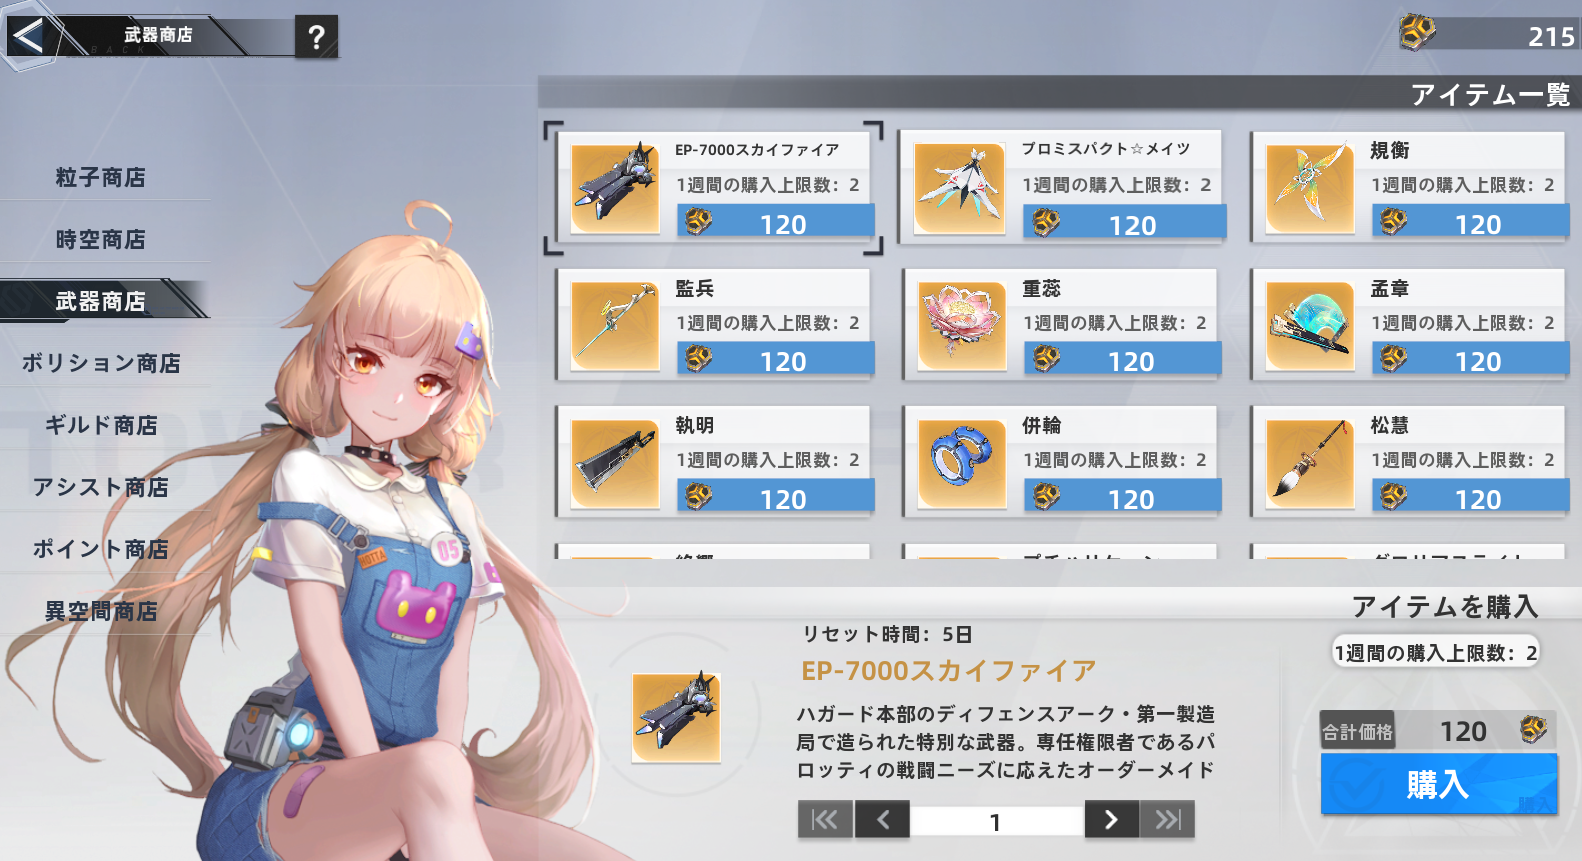 武器商店
BACK
?
215
アイテム一覧
粒子商店
時空商店
武器商店
ボリション商店
ギルド商店
アシスト商店
ポイント商店
異空間商店
EP-7000スカイファイア
1週間の購入上限数：2
120
プロミスパクト☆メイツ
1週間の購入上限数：2
120
規衡
1週間の購入上限数：2
120
監兵
1週間の購入上限数：2
120
重蕊
1週間の購入上限数：2
120
孟章
1週間の購入上限数：2
120
執明
1週間の購入上限数：2
120
併輪
1週間の購入上限数：2
120
松慧
1週間の購入上限数：2
120
HOTTA
05
リセット時間：5日
EP-7000スカイファイア
ハガード本部のディフェンスアーク・第一製造
局で造られた特別な武器。専任権限者であるパ
ロッティの戦闘ニーズに応えたオーダーメイド
1
アイテムを購入
1週間の購入上限数：2
合計価格
120
購入